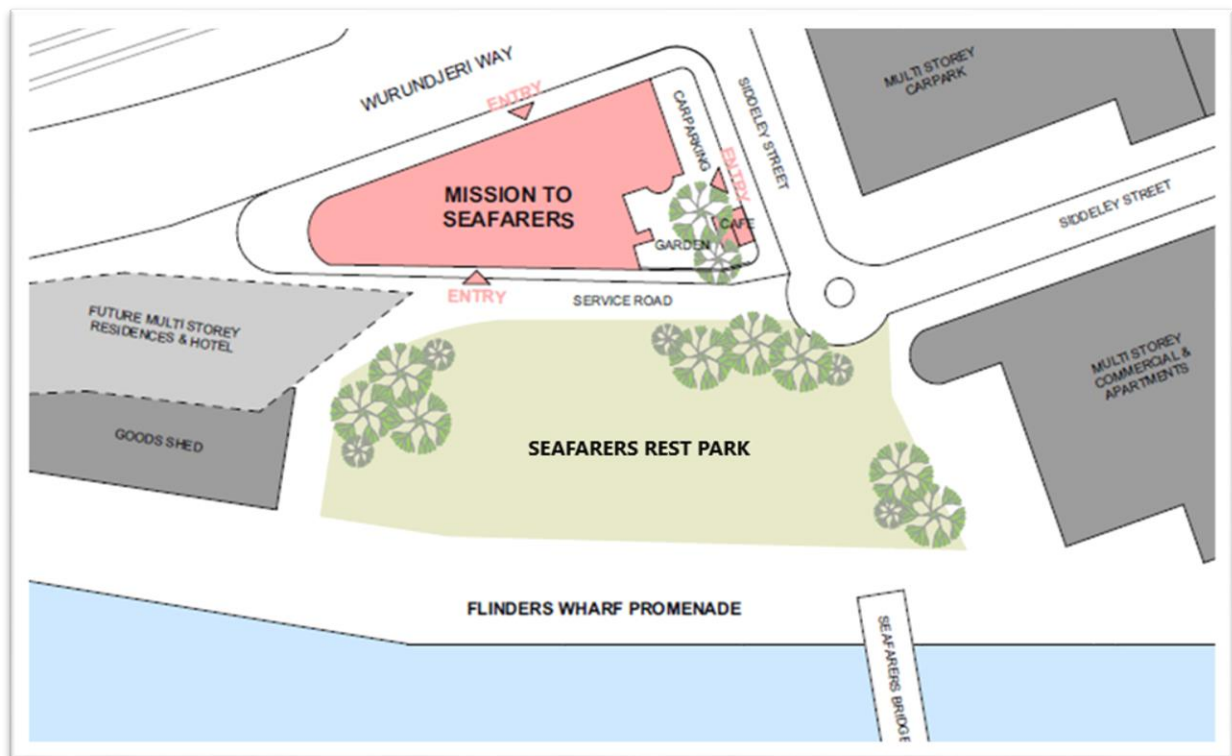 WURUNDJERI WAY
ENTRY
CARPARKING
SIDDELEY STREET
MULTI STOREY
CARPARK
MISSION TO
SEAFARERS
ENTRY
CAFE
GARDEN
SIDDELEY STREET
ENTRY
SERVICE ROAD
FUTURE MULTI STOREY
RESIDENCES & HOTEL
MULTI STOREY
COMMERCIAL &
APARTMENTS
GOODS SHED
SEAFARERS REST PARK
FLINDERS WHARF PROMENADE
SEAFARERS BRIDGE